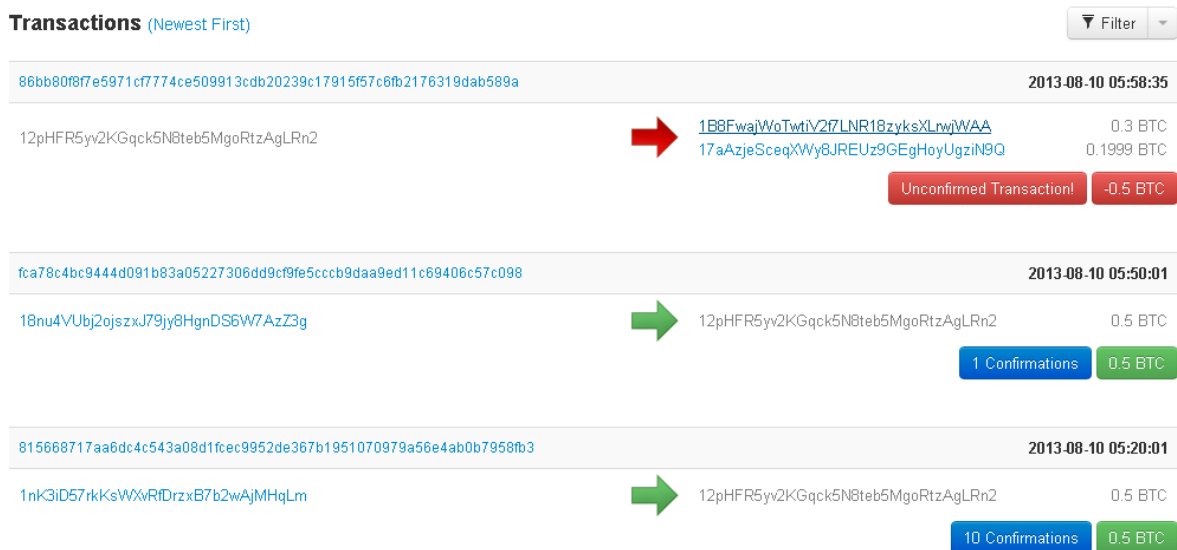 Transactions (Newest First)
Filter
86bb80f8f7e5971cf7774ce509913cdb20239c17915f57c6fb2176319dab589a
2013-08-10 05:58:35
12pHFR5yv2KGqck5N8teb5MgoRtzAgLRn2
1B8FwajWoTwtiV2f7LNR18zyksXLrwjWAA
0.3 BTC
17aAzjeSceqXWy8JREUz9GEgHoyUgziN9Q
0.1999 BTC
Unconfirmed Transaction!
-0.5 BTC
fca78c4bc9444d091b83a05227306dd9cf9fe5cccb9daa9ed11c69406c57c098
2013-08-10 05:50:01
18nu4VUbj2ojszxJ79jy8HgnDS6W7AzZ3g
12pHFR5yv2KGqck5N8teb5MgoRtzAgLRn2
0.5 BTC
1 Confirmations
0.5 BTC
815668717aa6dc4c543a08d1fcec9952de367b1951070979a56e4ab0b7958fb3
2013-08-10 05:20:01
1nK3iD57rkKsWXvRfDrzxB7b2wAjMHqLm
12pHFR5yv2KGqck5N8teb5MgoRtzAgLRn2
0.5 BTC
10 Confirmations
0.5 BTC